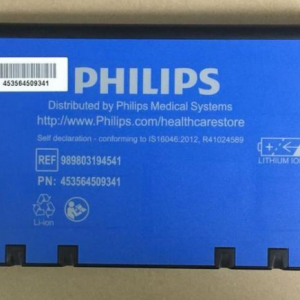 453564509341
PHILIPS
Distributed by Philips Medical Systems
http://www.Philips.com/healthcarestore
Self declaration - conforming to IS16046:2012, R41024589
REF 989803194541
PN: 453564509341
LITHIUM ION
Li-ion